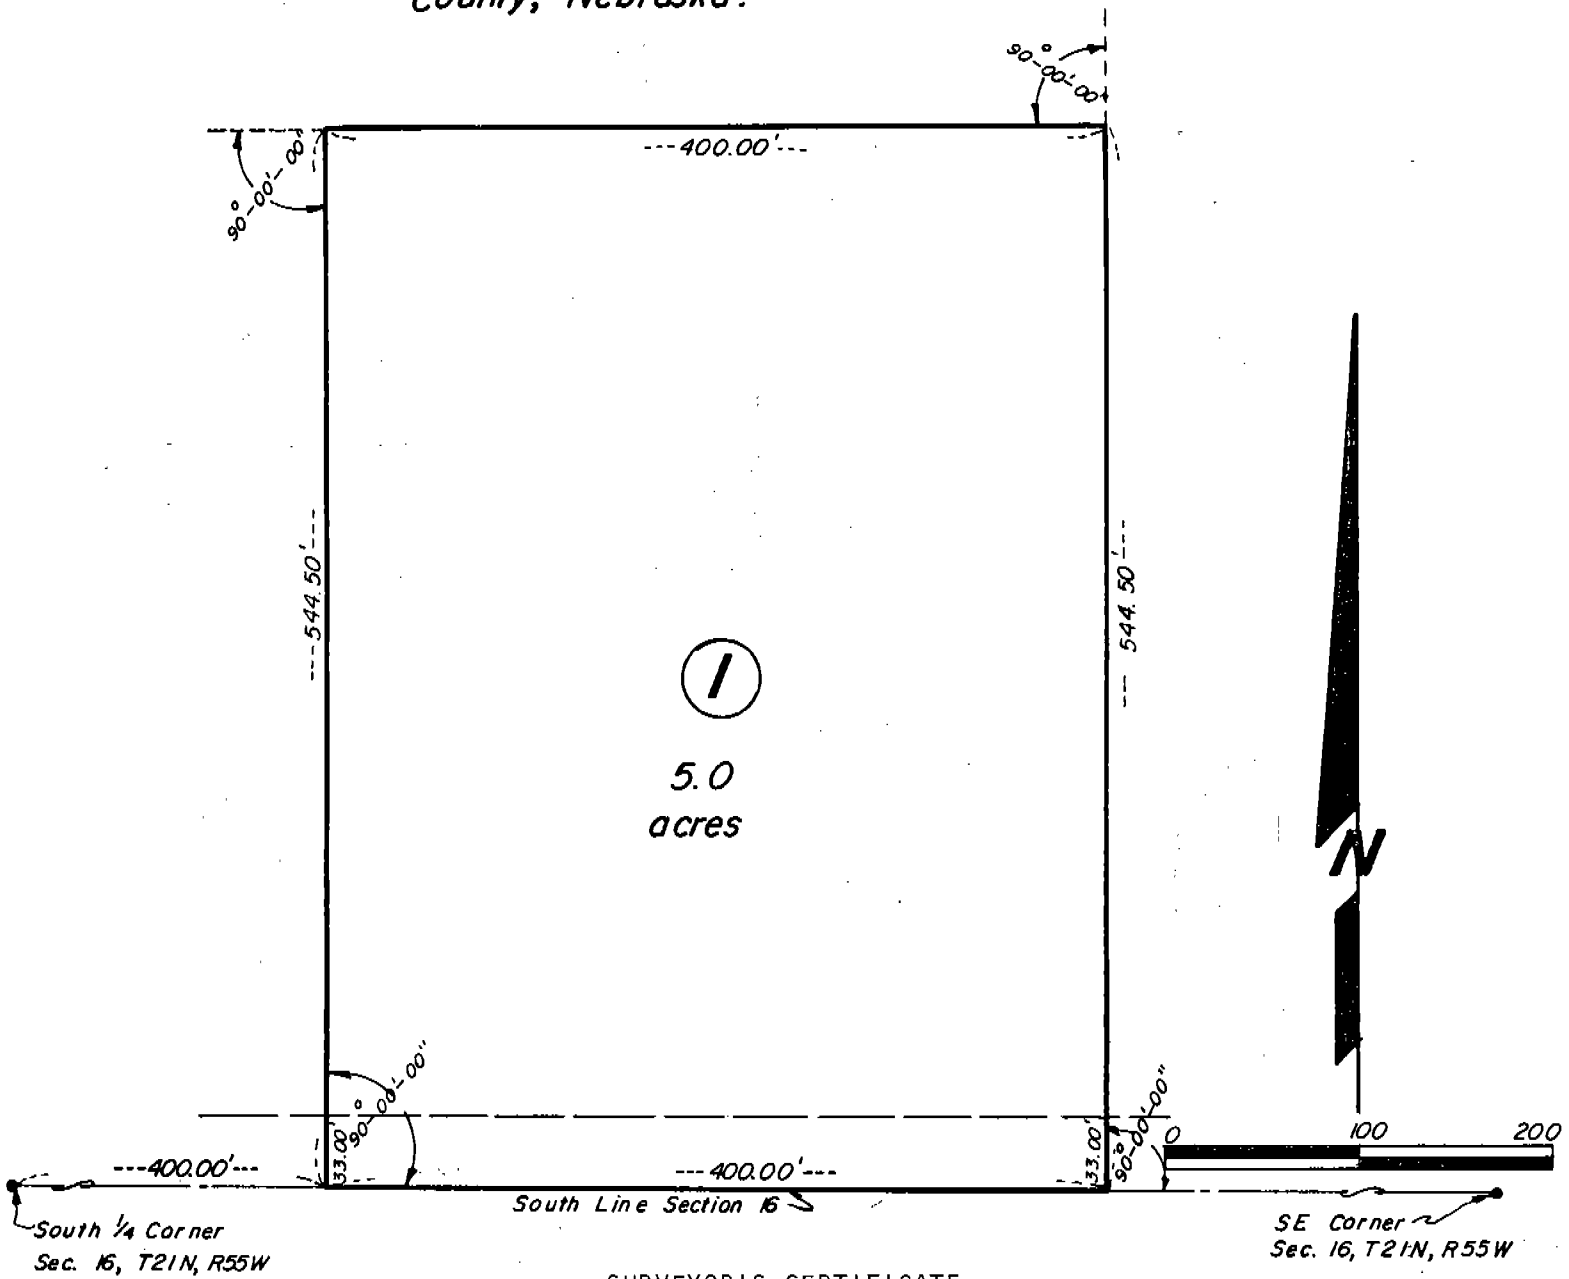 County, Nebraska.
90°-00'-00"
90°-00'-00"
---400.00'---
---544.50'---
--- 544.50'---
1
5.0
acres
N
90°-00'-00"
90°-00'-00"
33.00'
33.00'
0 100 200
---400.00'---
---400.00'---
South Line Section 16
South 1/4 Corner
Sec. 16, T21N, R55W
SE Corner
Sec. 16, T21N, R55W
SURVEYOR'S CERTIFICATE